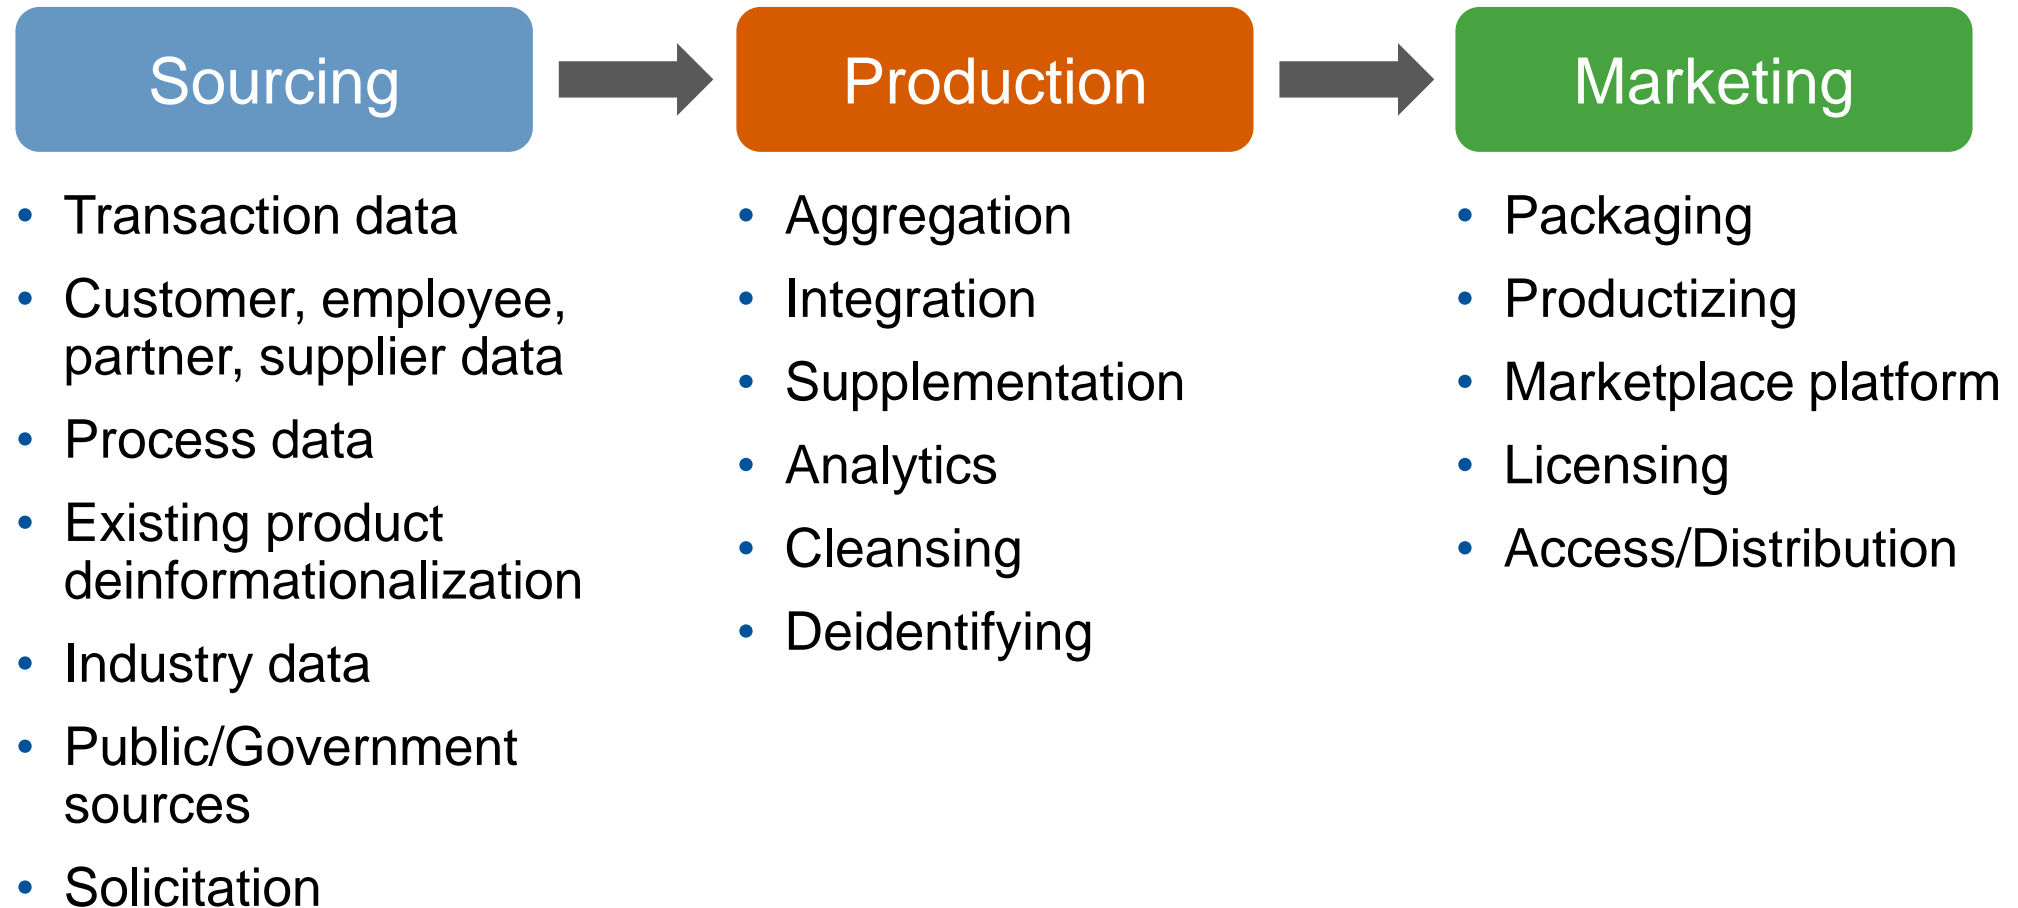 Sourcing
Production
Marketing
• Transaction data
• Customer, employee,
partner, supplier data
• Process data
• Existing product
deinformationalization
• Industry data
• Public/Government
sources
• Solicitation
• Aggregation
• Integration
• Supplementation
• Analytics
• Cleansing
• Deidentifying
• Packaging
• Productizing
• Marketplace platform
• Licensing
• Access/Distribution